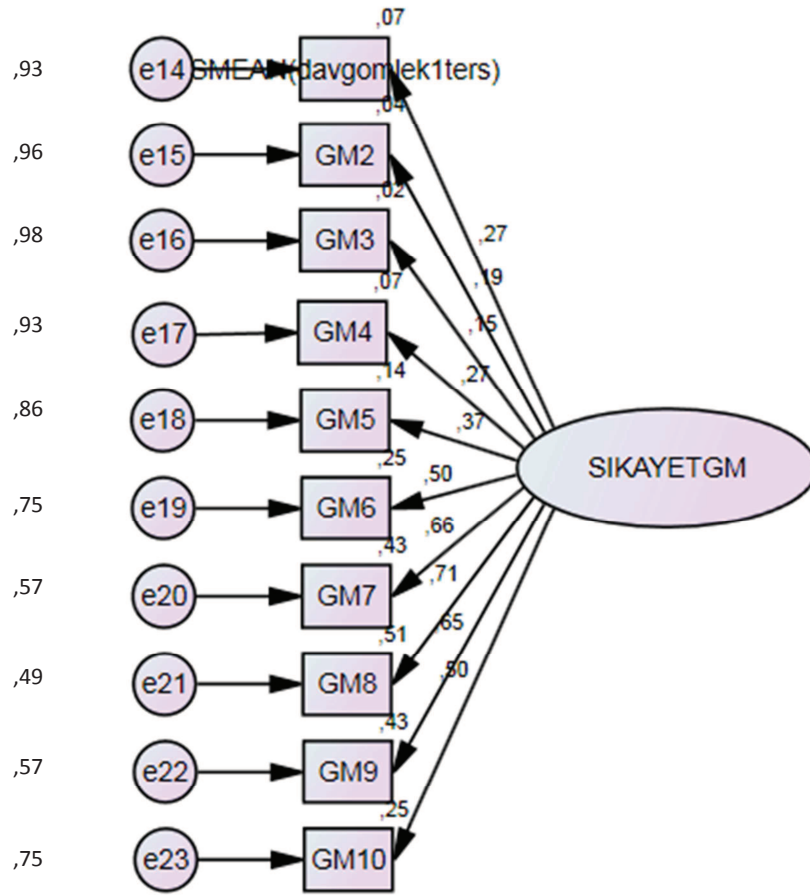 ,07
,93 e14 SMEAN(davgomlek1ters)
,04
,96 e15 GM2
,02
,98 e16 GM3
,27
,19
,07
,15
,93 e17 GM4
,27
,14
,86 e18 GM5
,37
SIKAYETGM
,25
,50
,75 e19 GM6
,66
,43
,71
,57 e20 GM7
,65
,51
,50
,49 e21 GM8
,43
,57 e22 GM9
,25
,75 e23 GM10